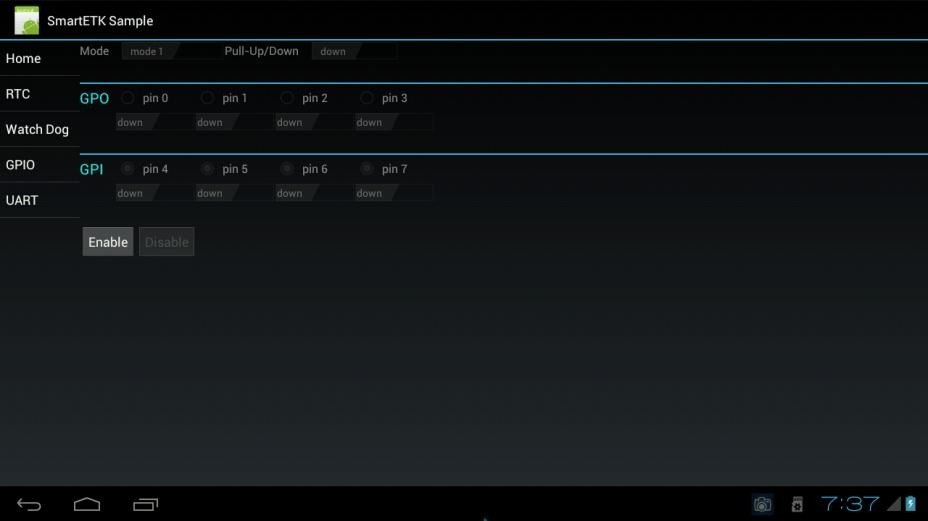 SmartETK Sample
Home
RTC
Watch Dog
GPIO
UART
Mode mode 1 Pull-Up/Down down
GPO pin 0 pin 1 pin 2 pin 3
down down down down
GPI pin 4 pin 5 pin 6 pin 7
down down down down
Enable Disable
7:37